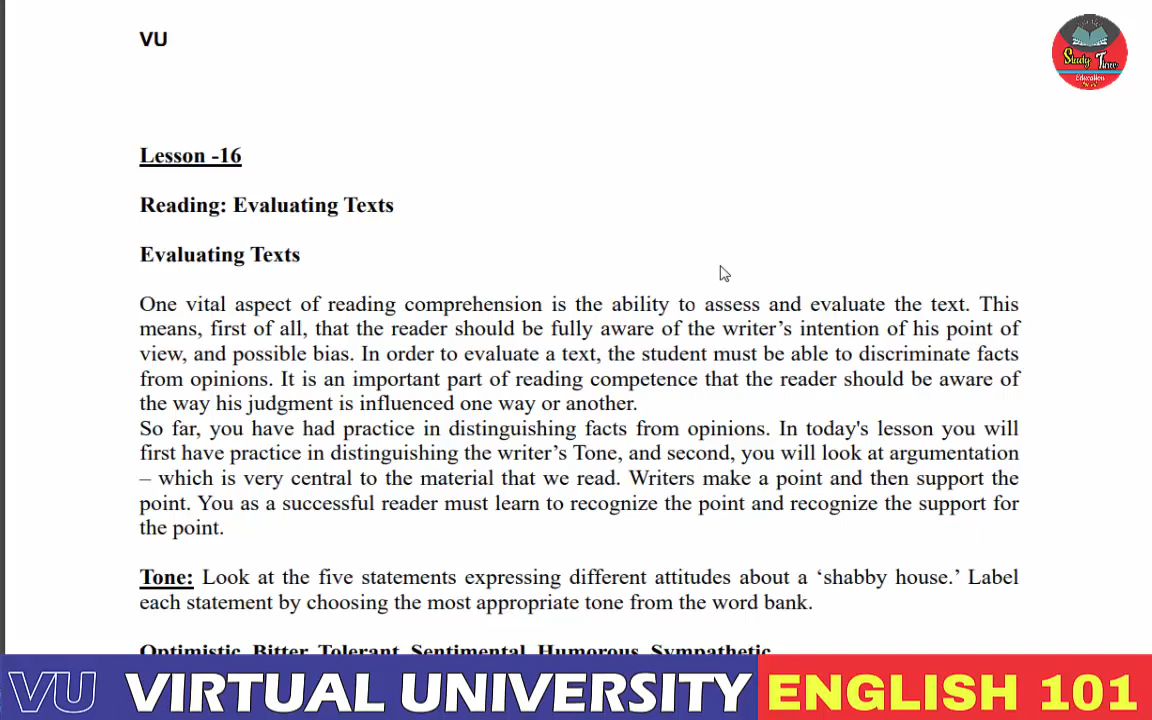 VU
Study Time
Education
Lesson -16
Reading: Evaluating Texts
Evaluating Texts
One vital aspect of reading comprehension is the ability to assess and evaluate the text. This
means, first of all, that the reader should be fully aware of the writer’s intention of his point of
view, and possible bias. In order to evaluate a text, the student must be able to discriminate facts
from opinions. It is an important part of reading competence that the reader should be aware of
the way his judgment is influenced one way or another.
So far, you have had practice in distinguishing facts from opinions. In today's lesson you will
first have practice in distinguishing the writer’s Tone, and second, you will look at argumentation
– which is very central to the material that we read. Writers make a point and then support the
point. You as a successful reader must learn to recognize the point and recognize the support for
the point.
Tone: Look at the five statements expressing different attitudes about a ‘shabby house.’ Label
each statement by choosing the most appropriate tone from the word bank.
Optimistic Bitter Tolerant Sentimental Humorous Sympathetic
VU VIRTUAL UNIVERSITY ENGLISH 101